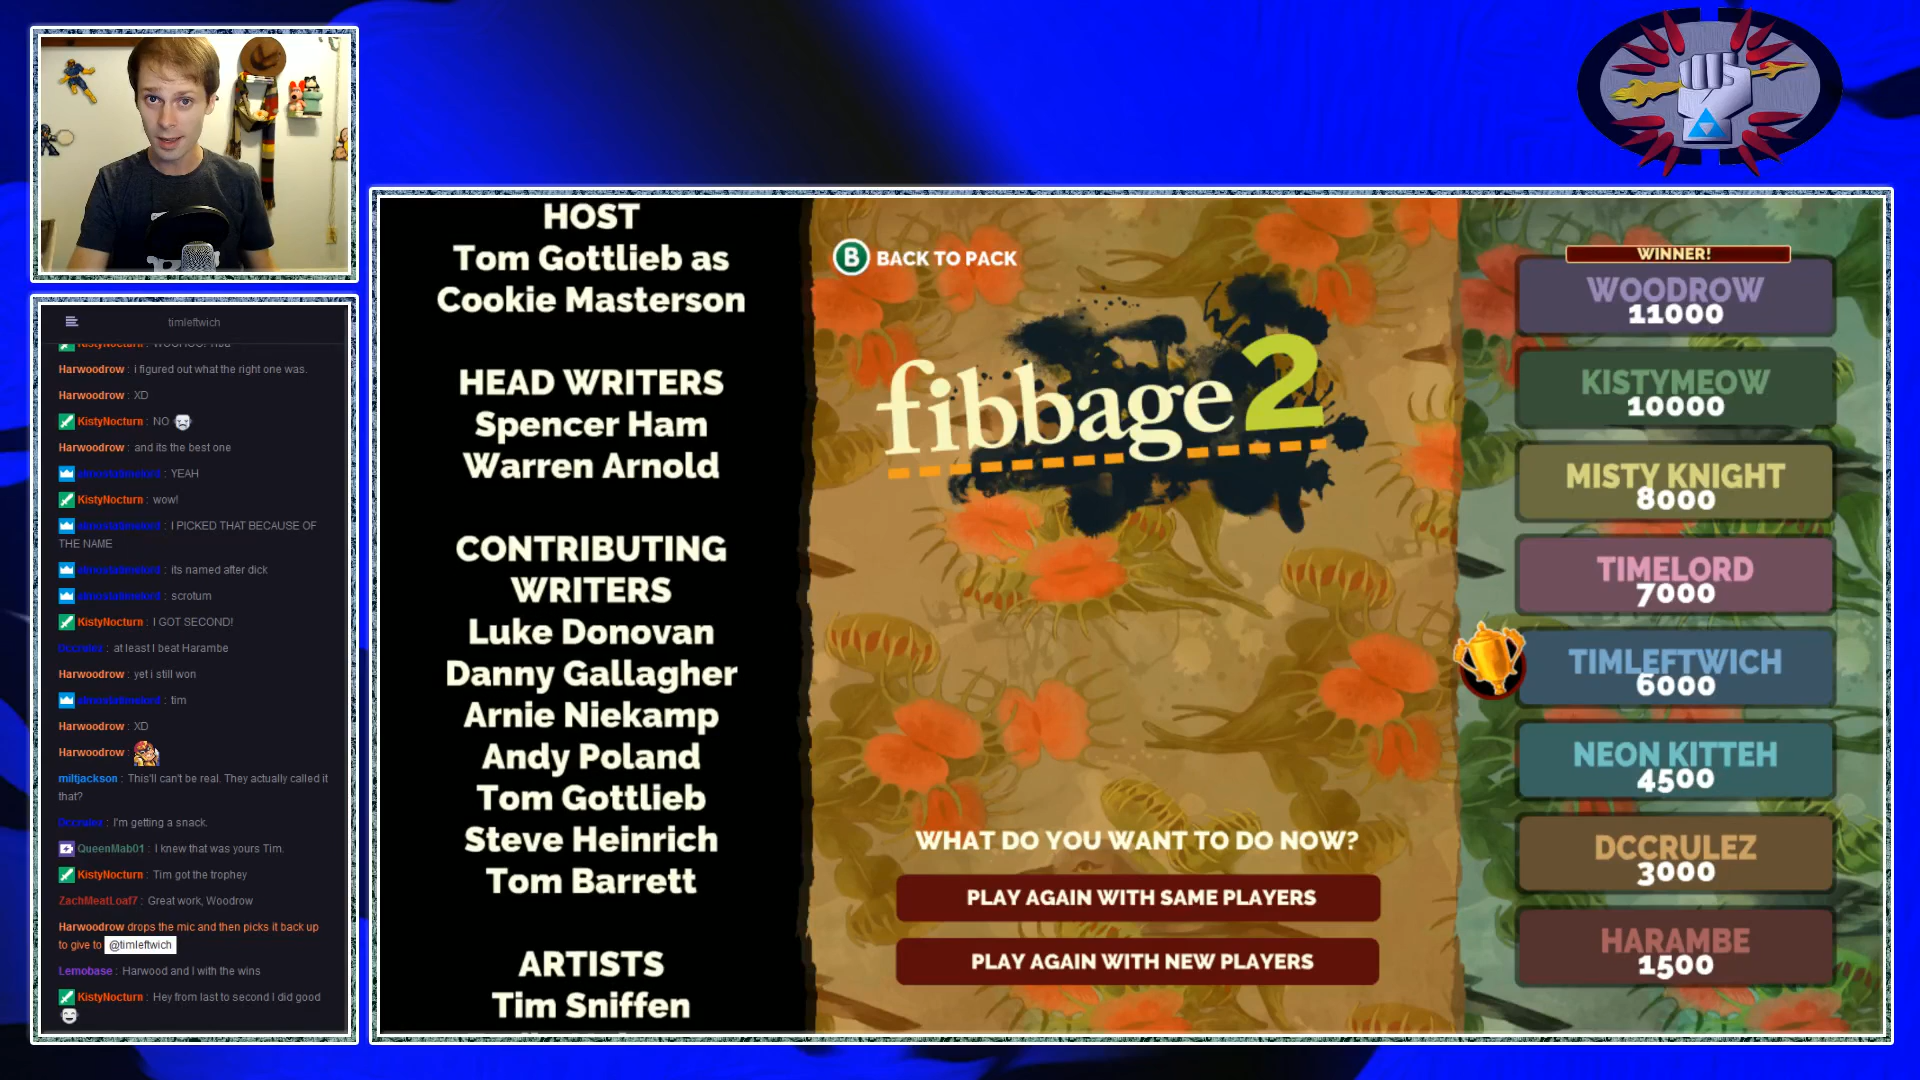 timleftwich
Harwoodrow : i figured out what the right one was.
Harwoodrow : XD
KistyNocturn : NO
Harwoodrow : and its the best one
: YEAH
KistyNocturn : wow!
: I PICKED THAT BECAUSE OF
THE NAME
: its named after dick
: scrotum
KistyNocturn : I GOT SECOND!
Dccrulez : at least I beat Harambe
Harwoodrow : yet i still won
: tim
Harwoodrow : XD
Harwoodrow :
miltjackson : This'll can't be real. They actually called it
that?
Dccrulez : I'm getting a snack.
QueenMab01 : I knew that was yours Tim.
KistyNocturn : Tim got the trophey
ZachMeatLoaf7 : Great work, Woodrow
Harwoodrow drops the mic and then picks it back up
to give to @timleftwich
Lemobase : Harwood and I with the wins
KistyNocturn : Hey from last to second I did good
HOST
Tom Gottlieb as
Cookie Masterson
HEAD WRITERS
Spencer Ham
Warren Arnold
CONTRIBUTING
WRITERS
Luke Donovan
Danny Gallagher
Arnie Niekamp
Andy Poland
Tom Gottlieb
Steve Heinrich
Tom Barrett
ARTISTS
Tim Sniffen
B BACK TO PACK
fibbage 2
WHAT DO YOU WANT TO DO NOW?
PLAY AGAIN WITH SAME PLAYERS
PLAY AGAIN WITH NEW PLAYERS
WINNER!
WOODROW
11000
KISTYMEOW
10000
MISTY KNIGHT
8000
TIMELORD
7000
TIMLEFTWICH
6000
NEON KITTEH
4500
DCCRULEZ
3000
HARAMBE
1500